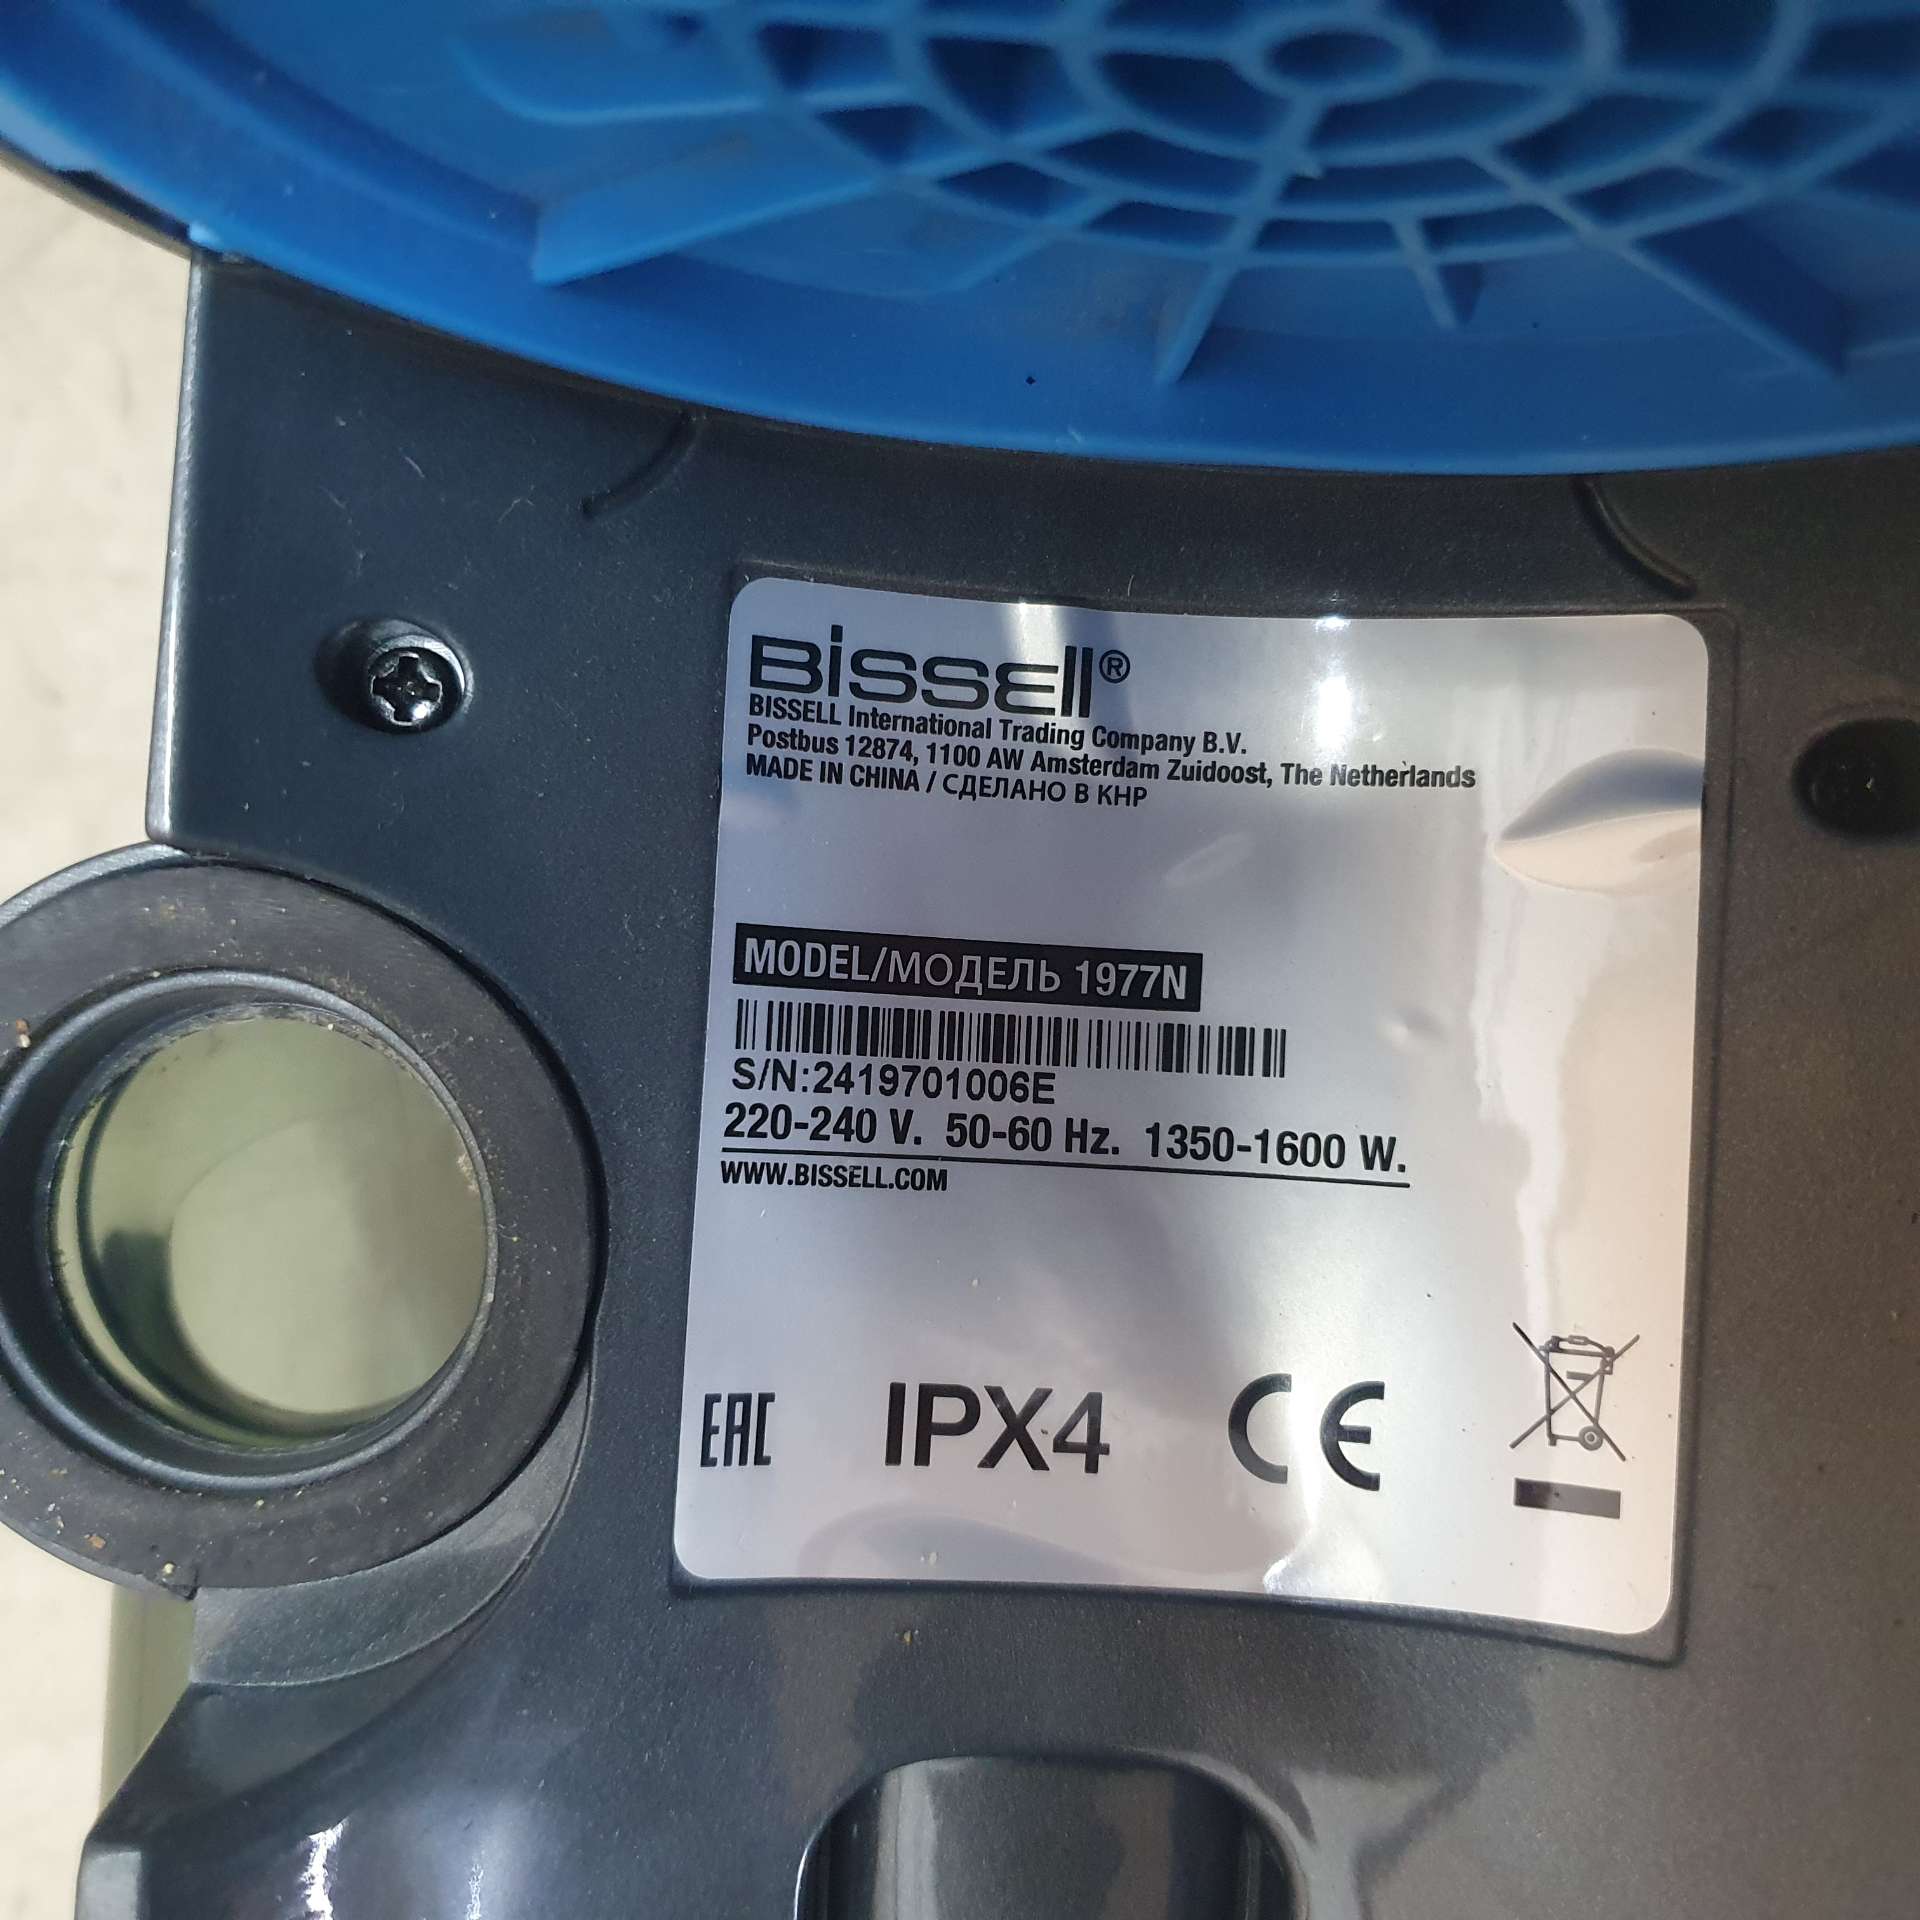 BISSELL®
BISSELL International Trading Company B.V.
Postbus 12874, 1100 AW Amsterdam Zuidoost, The Netherlands
MADE IN CHINA / СДЕЛАНО В КНР
MODEL/МОДЕЛЬ 1977N
S/N:2419701006E
220-240 V. 50-60 Hz. 1350-1600 W.
WWW.BISSELL.COM
EAC IPX4 CE